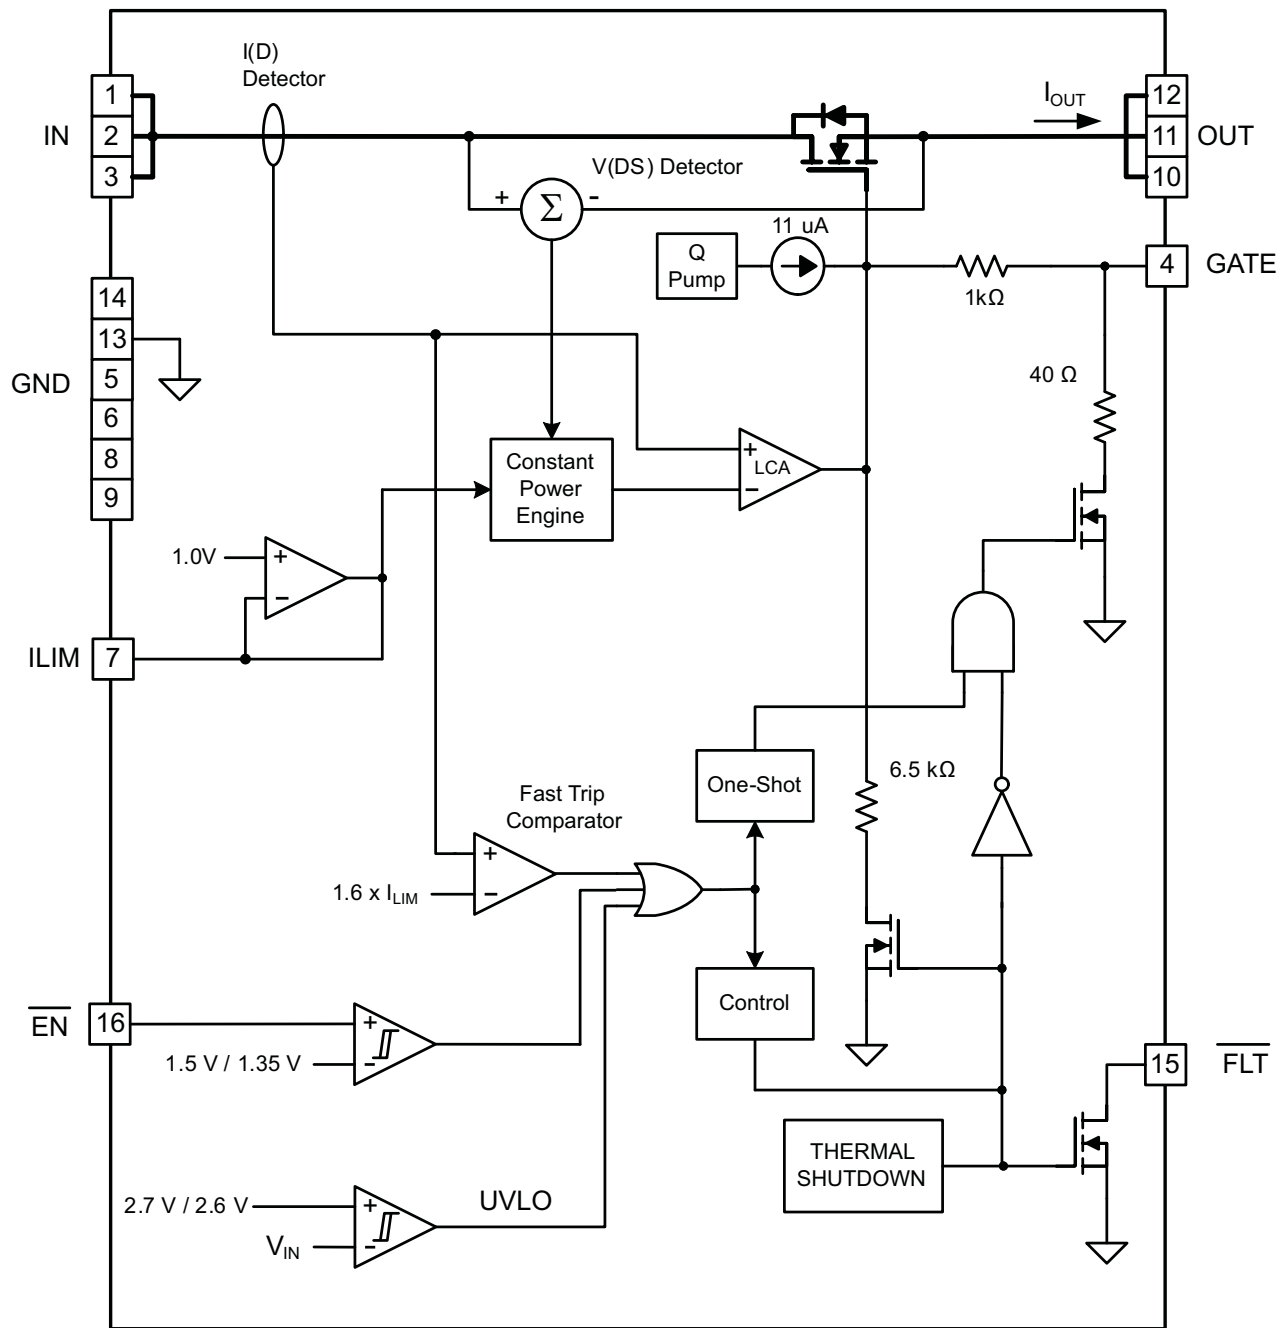 I(D)
Detector
1
2
3
IN
I_OUT
12
11
10
OUT
V(DS) Detector
+
Σ
-
11 uA
Q
Pump
1kΩ
4
GATE
14
13
5
6
8
9
GND
40 Ω
Constant
Power
Engine
+
LCA
−
1.0V
+
−
ILIM
7
One-Shot
6.5 kΩ
Fast Trip
Comparator
+
−
1.6 x I_LIM
Control
EN
16
+
−
1.5 V / 1.35 V
15
FLT
THERMAL
SHUTDOWN
2.7 V / 2.6 V
+
−
V_IN
UVLO